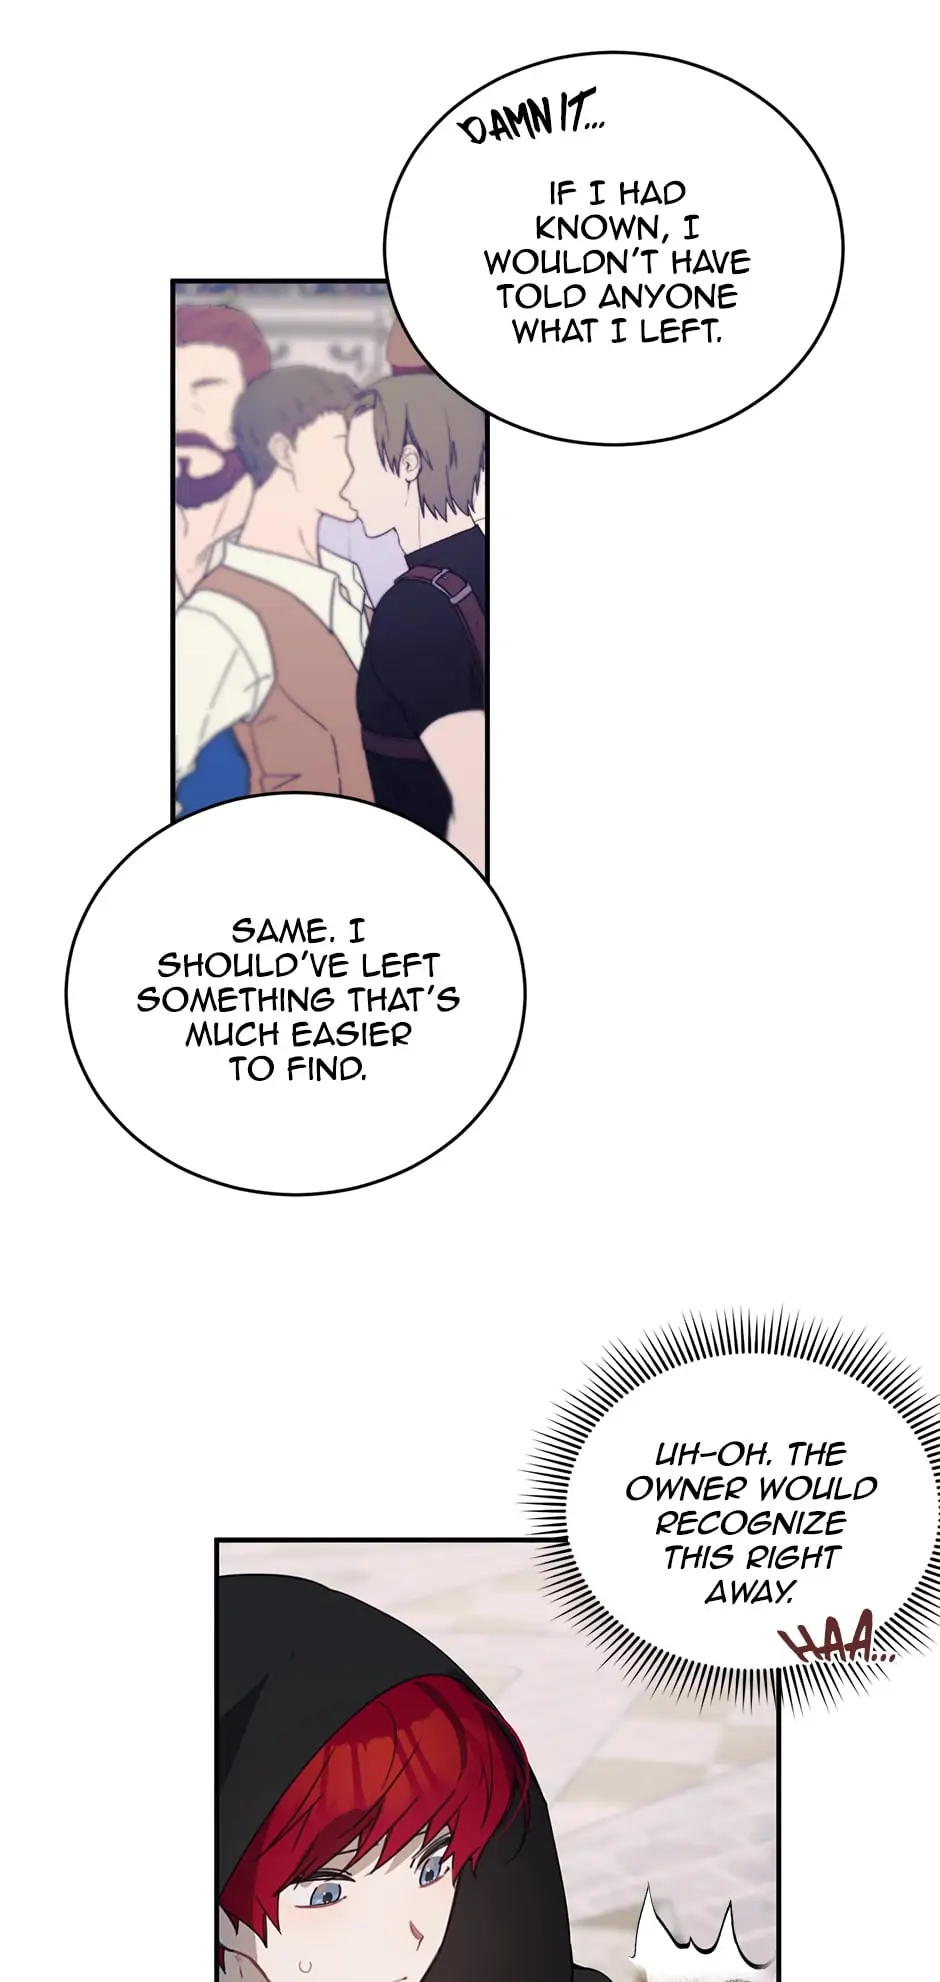 DAMN IT...
IF I HAD
KNOWN, I
WOULDN'T HAVE
TOLD ANYONE
WHAT I LEFT.
SAME. I
SHOULD'VE LEFT
SOMETHING THAT'S
MUCH EASIER
TO FIND.
UH-OH. THE
OWNER WOULD
RECOGNIZE
THIS RIGHT
AWAY.
HAA...